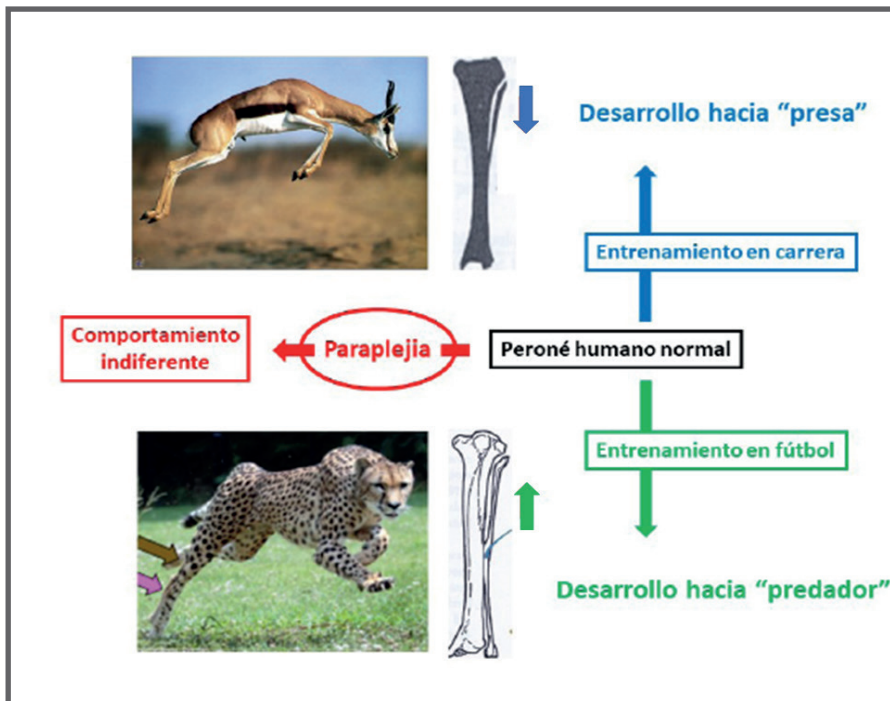 Desarrollo hacia “presa”
Entrenamiento en carrera
Comportamiento
indiferente
Paraplejia
Peroné humano normal
Entrenamiento en fútbol
Desarrollo hacia “predador”